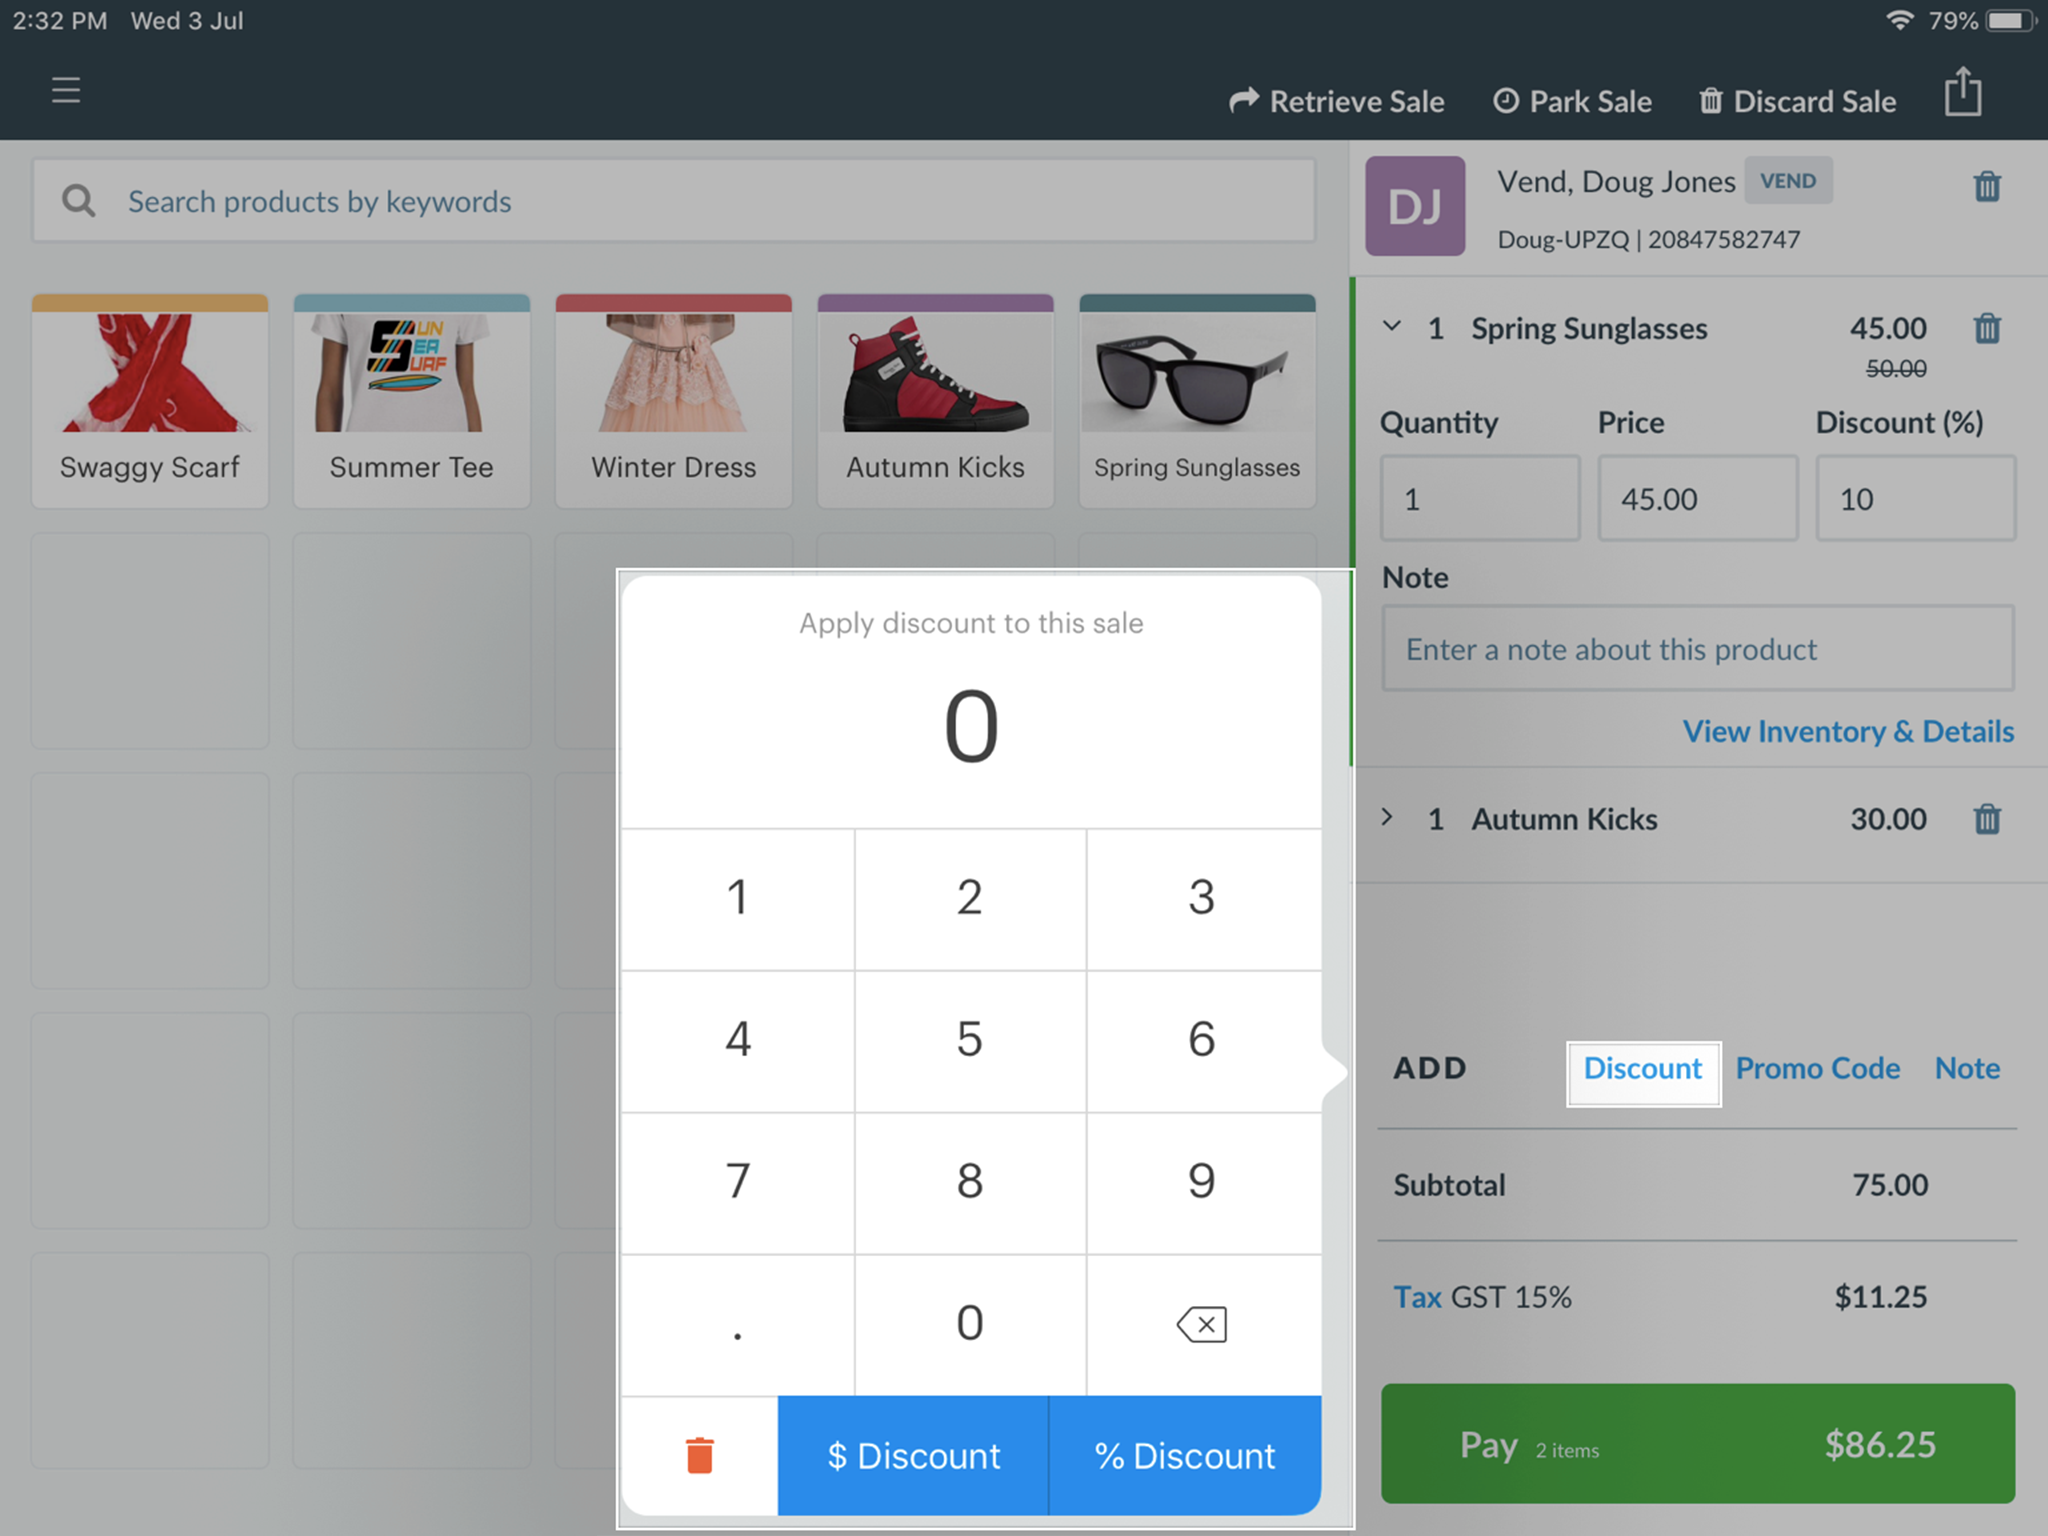 2:32 PM Wed 3 Jul
79%
Retrieve Sale Park Sale Discard Sale
Search products by keywords
Swaggy Scarf
SUN
SEA
SURF
Summer Tee
Winter Dress
Autumn Kicks
Spring Sunglasses
DJ
Vend, Doug Jones VEND
Doug-UPZQ | 20847582747
1 Spring Sunglasses 45.00
50.00
Quantity Price Discount (%)
1 45.00 10
Note
Enter a note about this product
View Inventory & Details
1 Autumn Kicks 30.00
Apply discount to this sale
0
1 2 3
4 5 6
7 8 9
. 0
$ Discount % Discount
ADD Discount Promo Code Note
Subtotal 75.00
Tax GST 15% $11.25
Pay 2 items $86.25